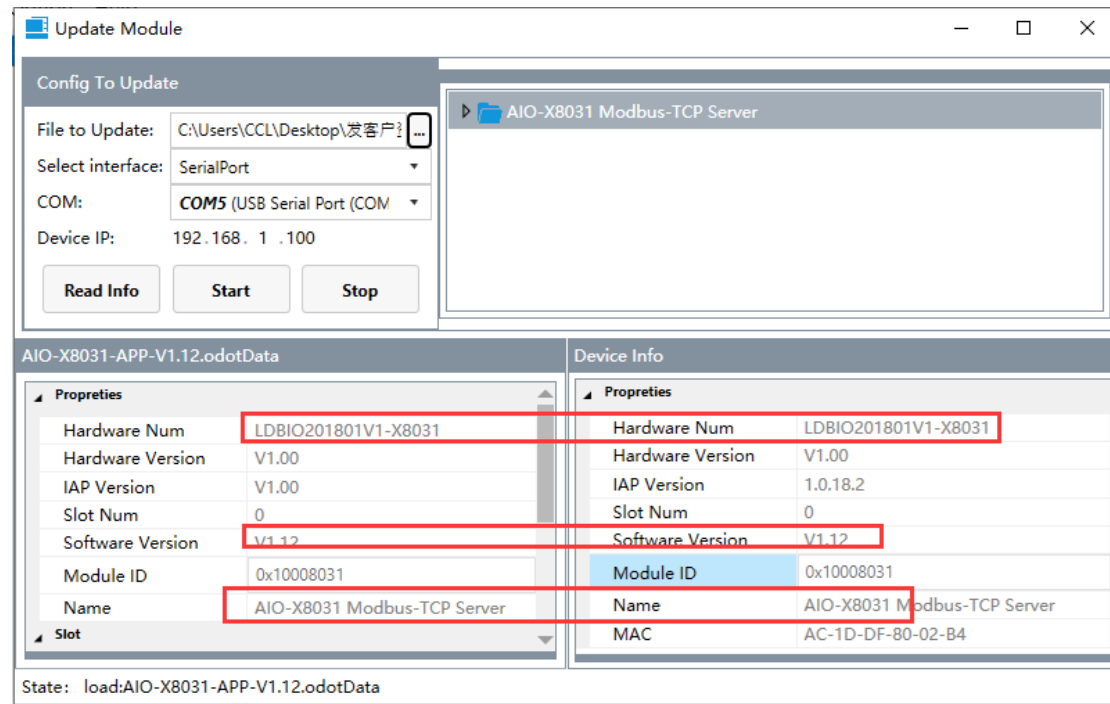 Update Module
Config To Update
File to Update: C:\Users\CCL\Desktop\发客户 ...
Select interface: SerialPort
COM: COM5 (USB Serial Port (COM
Device IP: 192.168. 1 .100
Read Info Start Stop
AIO-X8031 Modbus-TCP Server
AIO-X8031-APP-V1.12.odotData
Propreties
Hardware Num LDBIO201801V1-X8031
Hardware Version V1.00
IAP Version V1.00
Slot Num 0
Software Version V1.12
Module ID 0x10008031
Name AIO-X8031 Modbus-TCP Server
Slot
Device Info
Propreties
Hardware Num LDBIO201801V1-X8031
Hardware Version V1.00
IAP Version 1.0.18.2
Slot Num 0
Software Version V1.12
Module ID 0x10008031
Name AIO-X8031 Modbus-TCP Server
MAC AC-1D-DF-80-02-B4
State: load:AIO-X8031-APP-V1.12.odotData